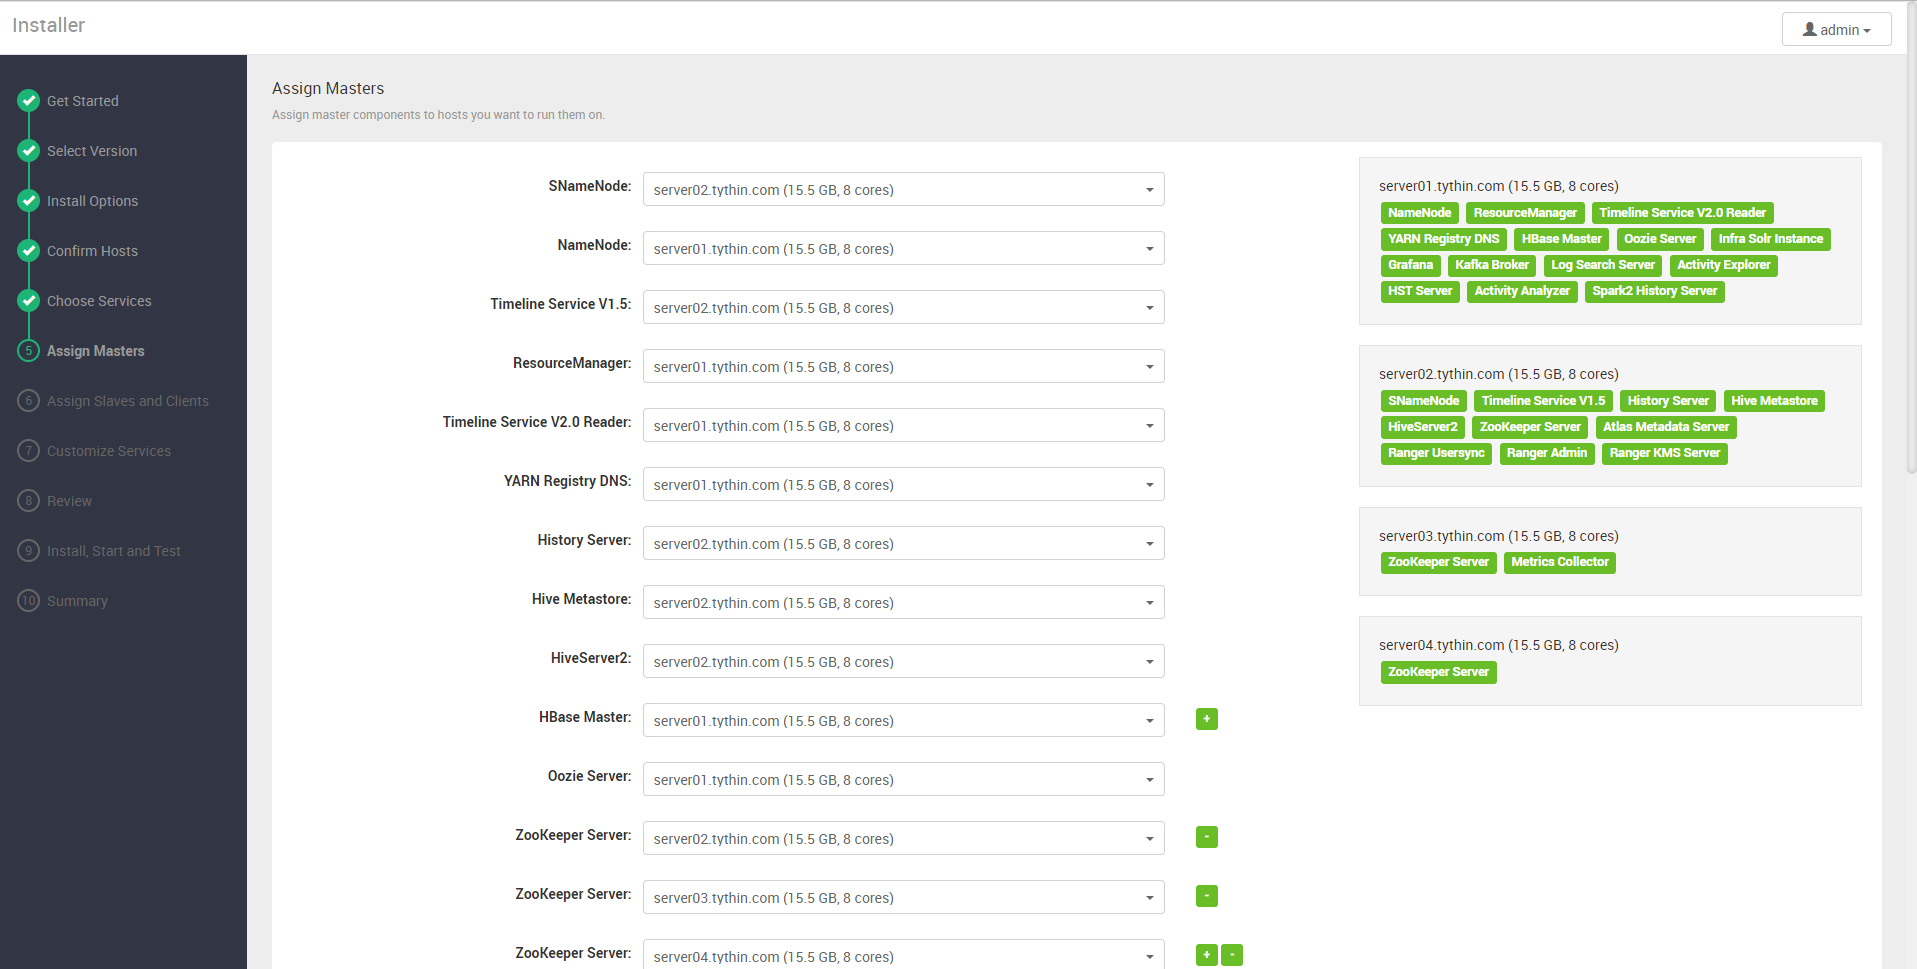 Installer
admin
Get Started
Select Version
Install Options
Confirm Hosts
Choose Services
5 Assign Masters
6 Assign Slaves and Clients
7 Customize Services
8 Review
9 Install, Start and Test
10 Summary
Assign Masters
Assign master components to hosts you want to run them on.
SNameNode: server02.tythin.com (15.5 GB, 8 cores)
NameNode: server01.tythin.com (15.5 GB, 8 cores)
Timeline Service V1.5: server02.tythin.com (15.5 GB, 8 cores)
ResourceManager: server01.tythin.com (15.5 GB, 8 cores)
Timeline Service V2.0 Reader: server01.tythin.com (15.5 GB, 8 cores)
YARN Registry DNS: server01.tythin.com (15.5 GB, 8 cores)
History Server: server02.tythin.com (15.5 GB, 8 cores)
Hive Metastore: server02.tythin.com (15.5 GB, 8 cores)
HiveServer2: server02.tythin.com (15.5 GB, 8 cores)
HBase Master: server01.tythin.com (15.5 GB, 8 cores) +
Oozie Server: server01.tythin.com (15.5 GB, 8 cores)
ZooKeeper Server: server02.tythin.com (15.5 GB, 8 cores) -
ZooKeeper Server: server03.tythin.com (15.5 GB, 8 cores) -
ZooKeeper Server: server04.tythin.com (15.5 GB, 8 cores) + -
server01.tythin.com (15.5 GB, 8 cores)
NameNode ResourceManager Timeline Service V2.0 Reader
YARN Registry DNS HBase Master Oozie Server Infra Solr Instance
Grafana Kafka Broker Log Search Server Activity Explorer
HST Server Activity Analyzer Spark2 History Server
server02.tythin.com (15.5 GB, 8 cores)
SNameNode Timeline Service V1.5 History Server Hive Metastore
HiveServer2 ZooKeeper Server Atlas Metadata Server
Ranger Usersync Ranger Admin Ranger KMS Server
server03.tythin.com (15.5 GB, 8 cores)
ZooKeeper Server Metrics Collector
server04.tythin.com (15.5 GB, 8 cores)
ZooKeeper Server